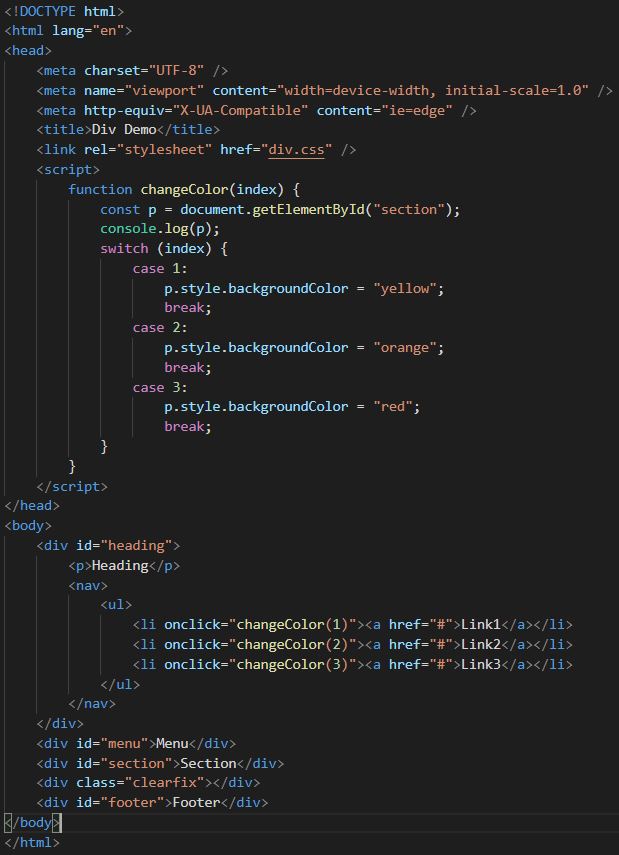 <!DOCTYPE html>
<html lang="en">
<head>
    <meta charset="UTF-8" />
    <meta name="viewport" content="width=device-width, initial-scale=1.0" />
    <meta http-equiv="X-UA-Compatible" content="ie=edge" />
    <title>Div Demo</title>
    <link rel="stylesheet" href="div.css" />
    <script>
        function changeColor(index) {
            const p = document.getElementById("section");
            console.log(p);
            switch (index) {
                case 1:
                    p.style.backgroundColor = "yellow";
                    break;
                case 2:
                    p.style.backgroundColor = "orange";
                    break;
                case 3:
                    p.style.backgroundColor = "red";
                    break;
            }
        }
    </script>
</head>
<body>
    <div id="heading">
        <p>Heading</p>
        <nav>
            <ul>
                <li onclick="changeColor(1)"><a href="#">Link1</a></li>
                <li onclick="changeColor(2)"><a href="#">Link2</a></li>
                <li onclick="changeColor(3)"><a href="#">Link3</a></li>
            </ul>
        </nav>
    </div>
    <div id="menu">Menu</div>
    <div id="section">Section</div>
    <div class="clearfix"></div>
    <div id="footer">Footer</div>
</body>
</html>